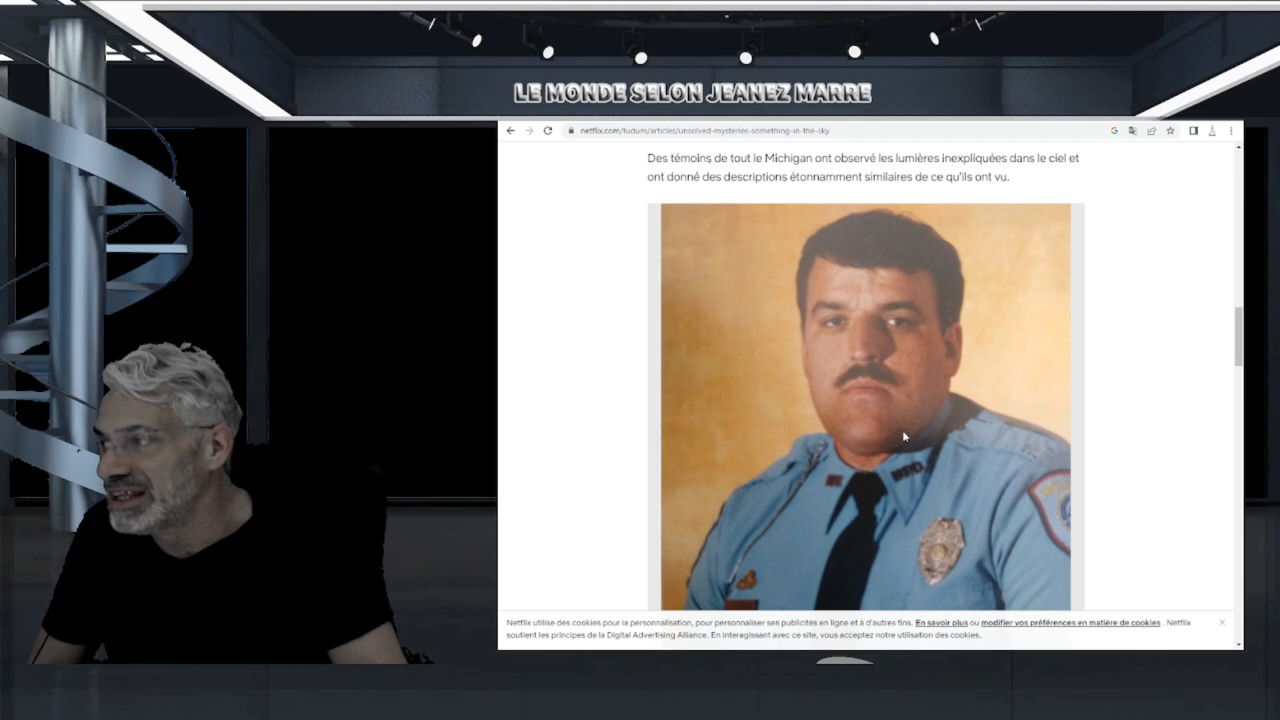 LE MONDE SELON JEANEZ MARRE
netflix.com/tudum/articles/unsolved-mysteries-something-in-the-sky
Des témoins de tout le Michigan ont observé les lumières inexpliquées dans le ciel et
ont donné des descriptions étonnamment similaires de ce qu'ils ont vu.
Netflix utilise des cookies pour la personnalisation, pour personnaliser ses publicités en ligne et à d'autres fins. En savoir plus ou modifier vos préférences en matière de cookies . Netflix
soutient les principes de la Digital Advertising Alliance. En interagissant avec ce site, vous acceptez notre utilisation des cookies.